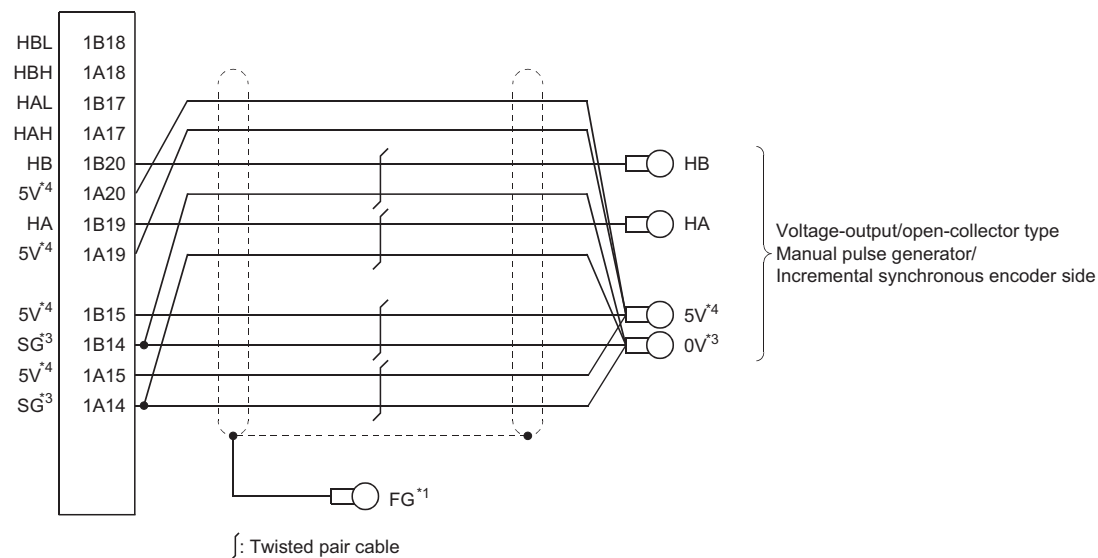 HBL 1B18
HBH 1A18
HAL 1B17
HAH 1A17
HB 1B20 HB
5V*4 1A20
HA 1B19 HA
5V*4 1A19
Voltage-output/open-collector type
Manual pulse generator/
Incremental synchronous encoder side
5V*4 1B15 5V*4
SG*3 1B14 0V*3
5V*4 1A15
SG*3 1A14
FG*1
: Twisted pair cable